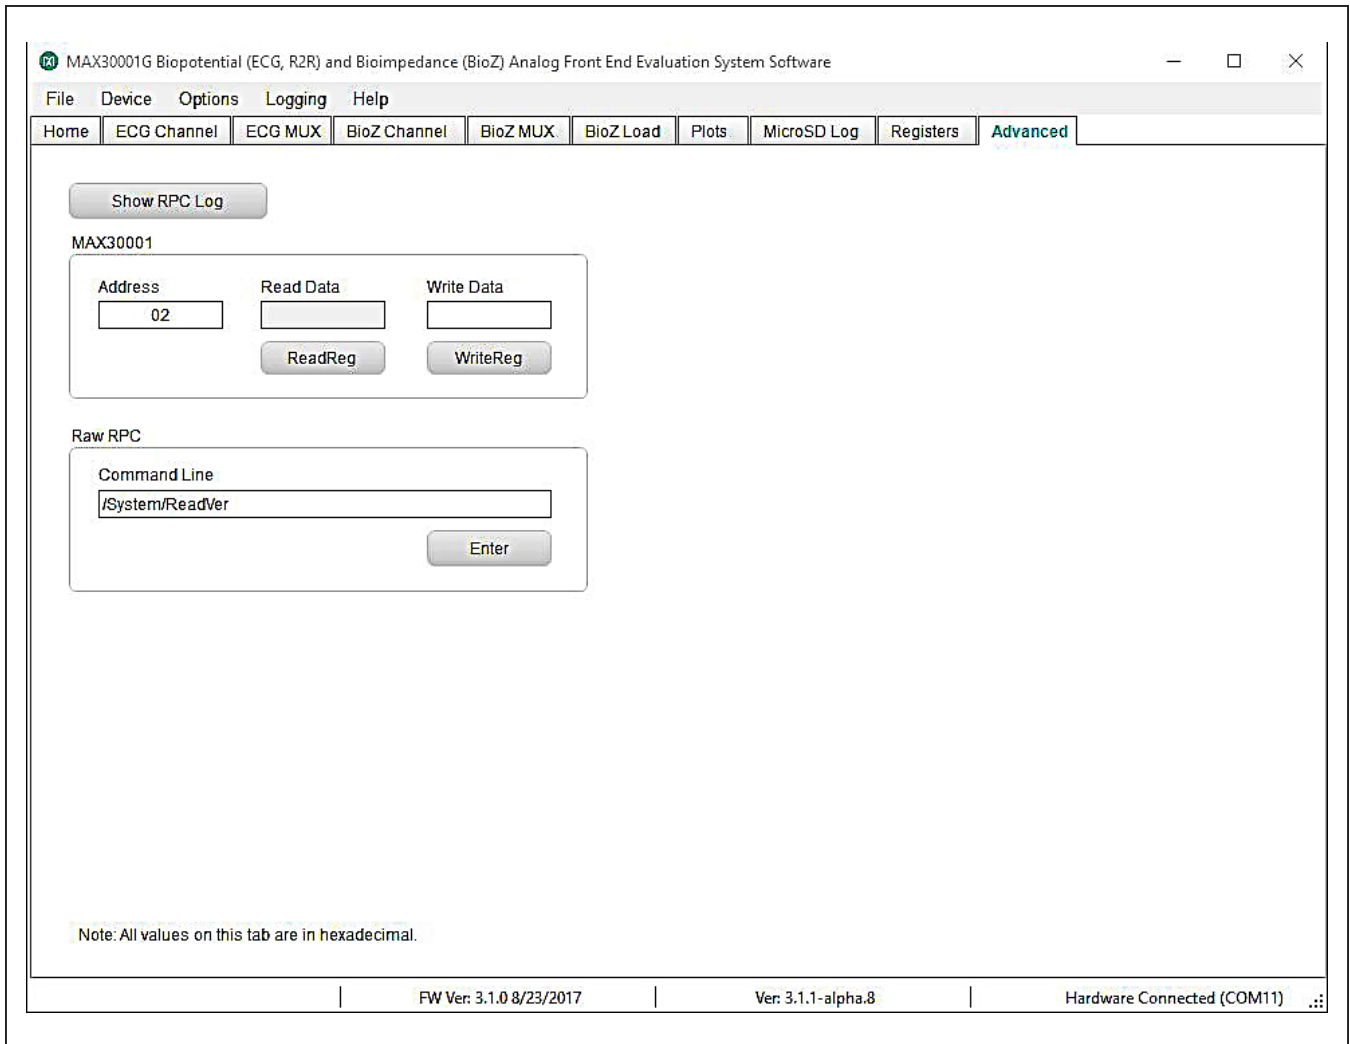 MAX30001G Biopotential (ECG, R2R) and Bioimpedance (BioZ) Analog Front End Evaluation System Software
File Device Options Logging Help
Home ECG Channel ECG MUX BioZ Channel BioZ MUX BioZ Load Plots MicroSD Log Registers Advanced
Show RPC Log
MAX30001
Address Read Data Write Data
02
ReadReg WriteReg
Raw RPC
Command Line
/System/ReadVer
Enter
Note: All values on this tab are in hexadecimal.
FW Ver: 3.1.0 8/23/2017 Ver: 3.1.1-alpha.8 Hardware Connected (COM11)